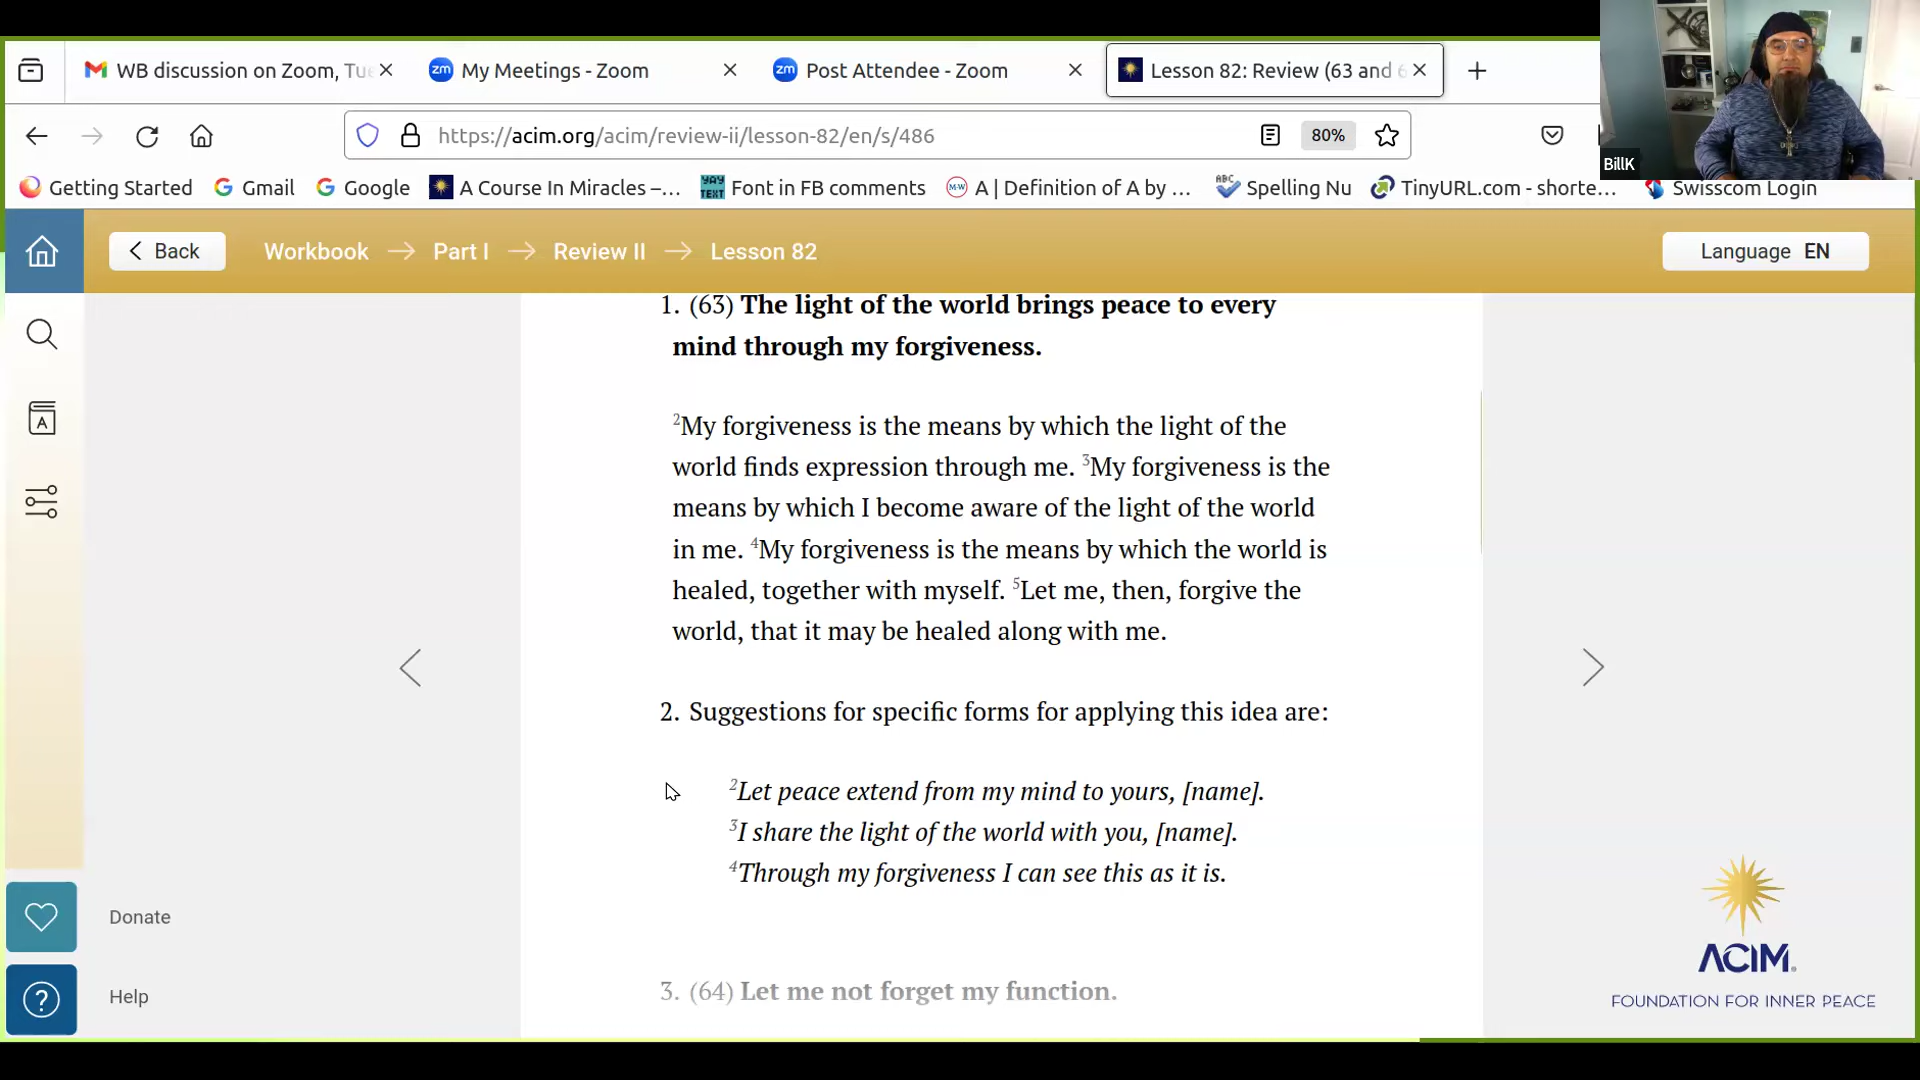 WB discussion on Zoom, Tue
My Meetings - Zoom
Post Attendee - Zoom
Lesson 82: Review (63 and 6
https://acim.org/acim/review-ii/lesson-82/en/s/486
80%
BillK
Getting Started
Gmail
Google
A Course In Miracles –...
YAY TEXT
Font in FB comments
M-W
A | Definition of A by ...
ABC
Spelling Nu
TinyURL.com - shorte...
Swisscom Login
Back
Workbook → Part I → Review II → Lesson 82
Language EN
1. (63) The light of the world brings peace to every
mind through my forgiveness.
2My forgiveness is the means by which the light of the
world finds expression through me. 3My forgiveness is the
means by which I become aware of the light of the world
in me. 4My forgiveness is the means by which the world is
healed, together with myself. 5Let me, then, forgive the
world, that it may be healed along with me.
2. Suggestions for specific forms for applying this idea are:
2Let peace extend from my mind to yours, [name].
3I share the light of the world with you, [name].
4Through my forgiveness I can see this as it is.
3. (64) Let me not forget my function.
Donate
Help
ACIM®
FOUNDATION FOR INNER PEACE